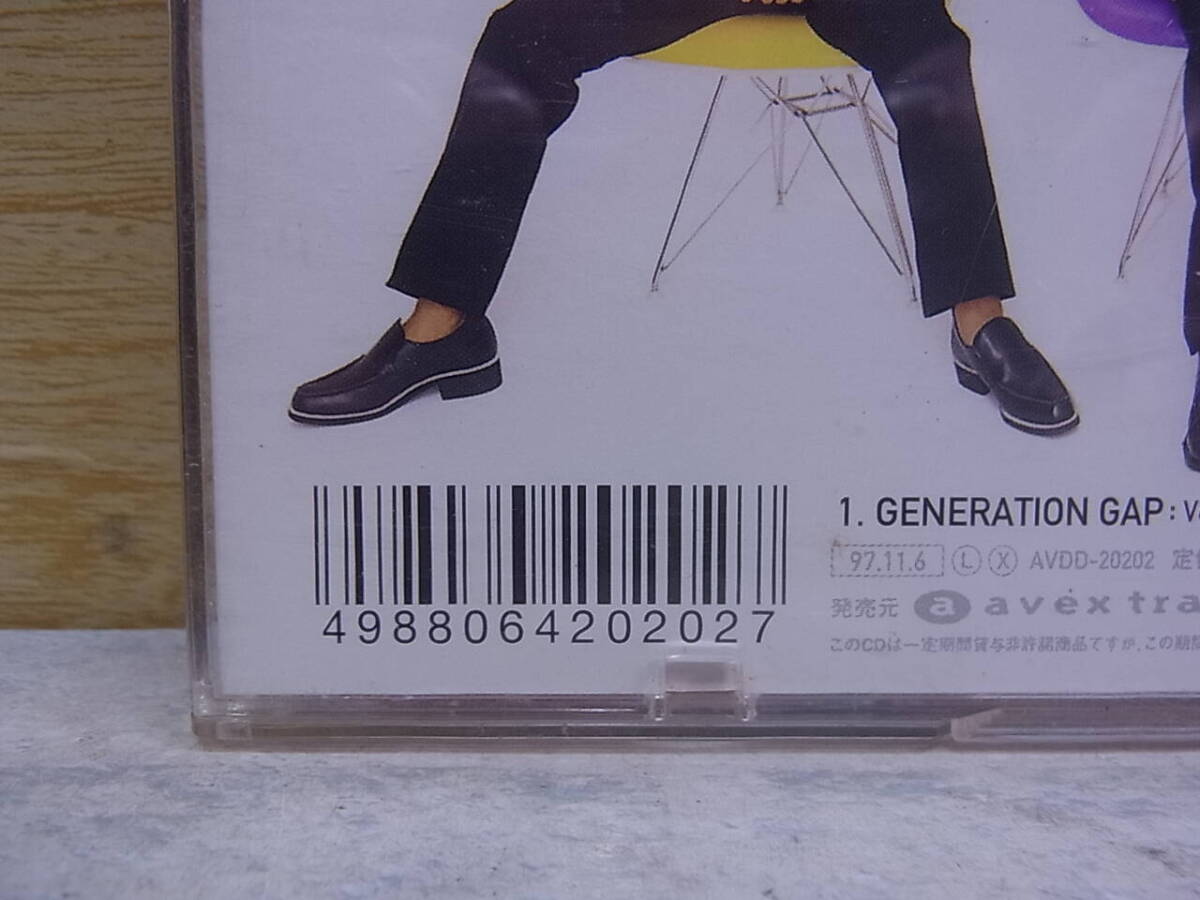 4988064202027
1. GENERATION GAP:
97.11.6 Ⓛ Ⓧ AVDD-20202
発売元 ⓐ avex tra
このCDは一定期間貸与非許諾商品ですが、この期間